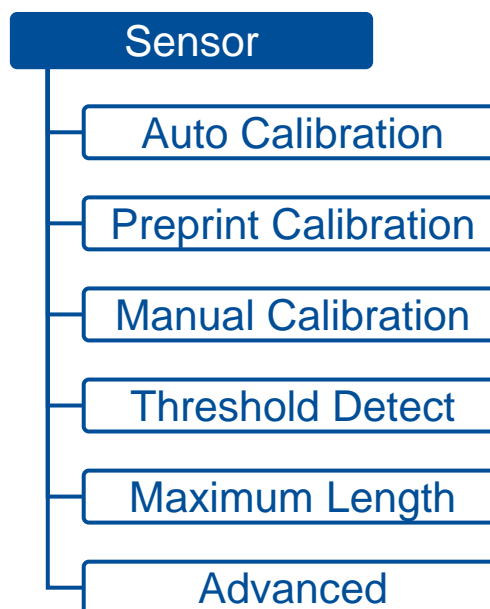 Sensor
Auto Calibration
Preprint Calibration
Manual Calibration
Threshold Detect
Maximum Length
Advanced